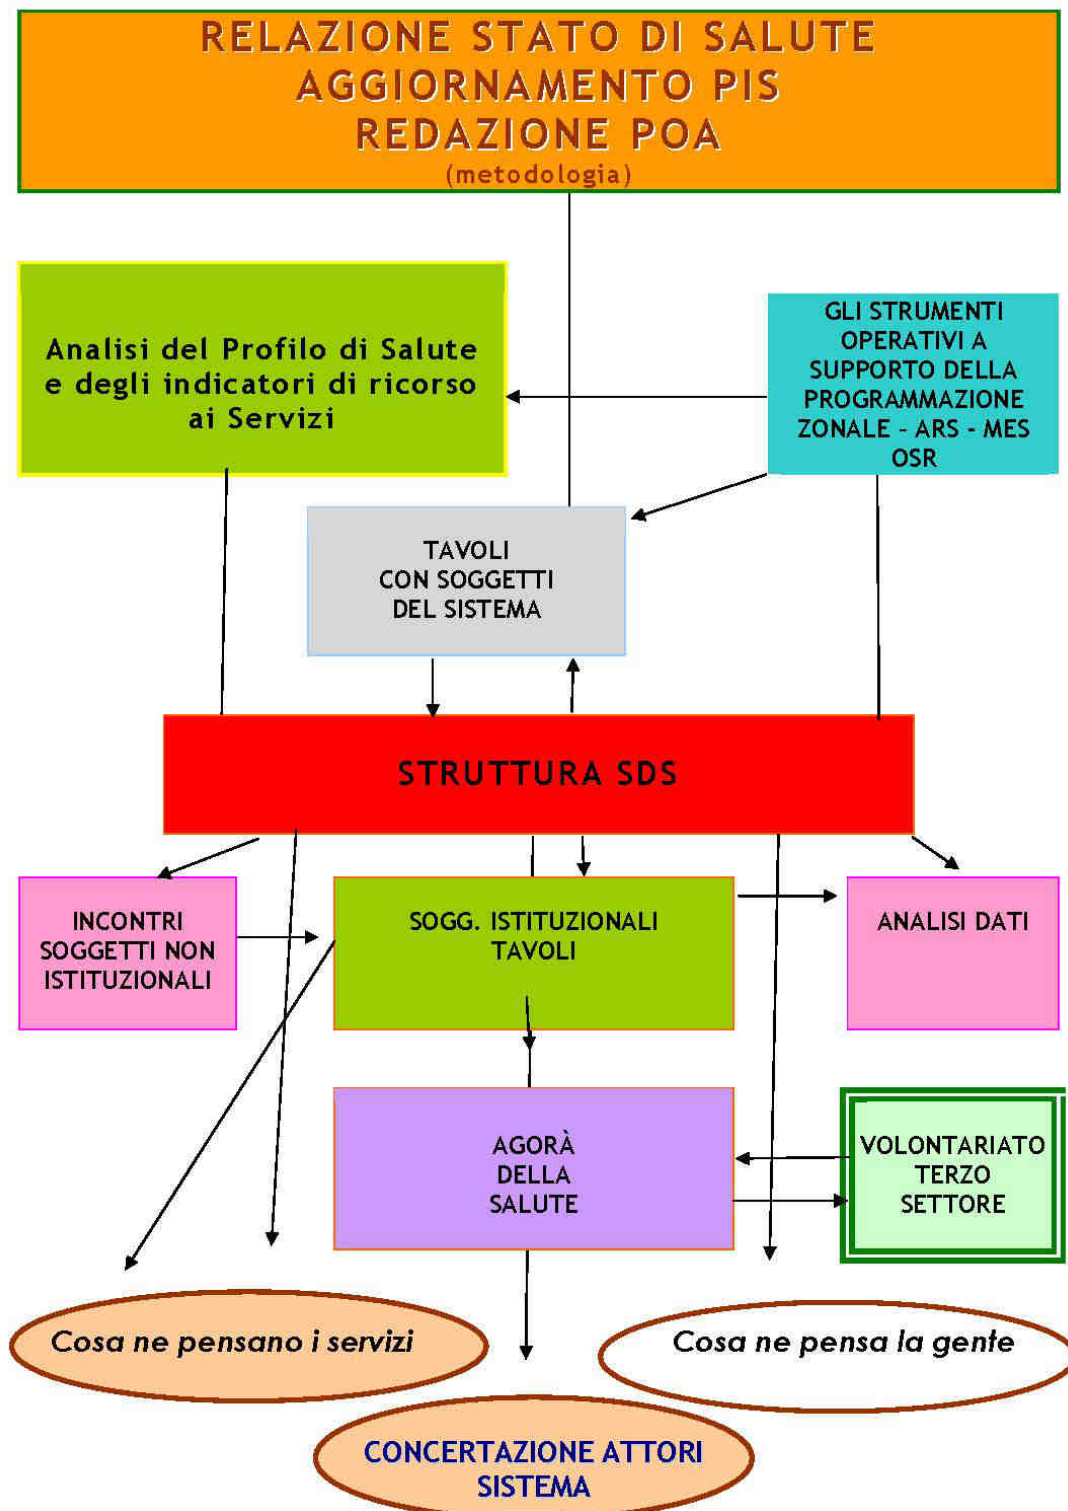 RELAZIONE STATO DI SALUTE
AGGIORNAMENTO PIS
REDAZIONE POA
(metodologia)
Analisi del Profilo di Salute
e degli indicatori di ricorso
ai Servizi
GLI STRUMENTI
OPERATIVI A
SUPPORTO DELLA
PROGRAMMAZIONE
ZONALE - ARS - MES
OSR
TAVOLI
CON SOGGETTI
DEL SISTEMA
STRUTTURA SDS
INCONTRI
SOGGETTI NON
ISTITUZIONALI
SOGG. ISTITUZIONALI
TAVOLI
ANALISI DATI
AGORÀ
DELLA
SALUTE
VOLONTARIATO
TERZO
SETTORE
Cosa ne pensano i servizi
Cosa ne pensa la gente
CONCERTAZIONE ATTORI
SISTEMA